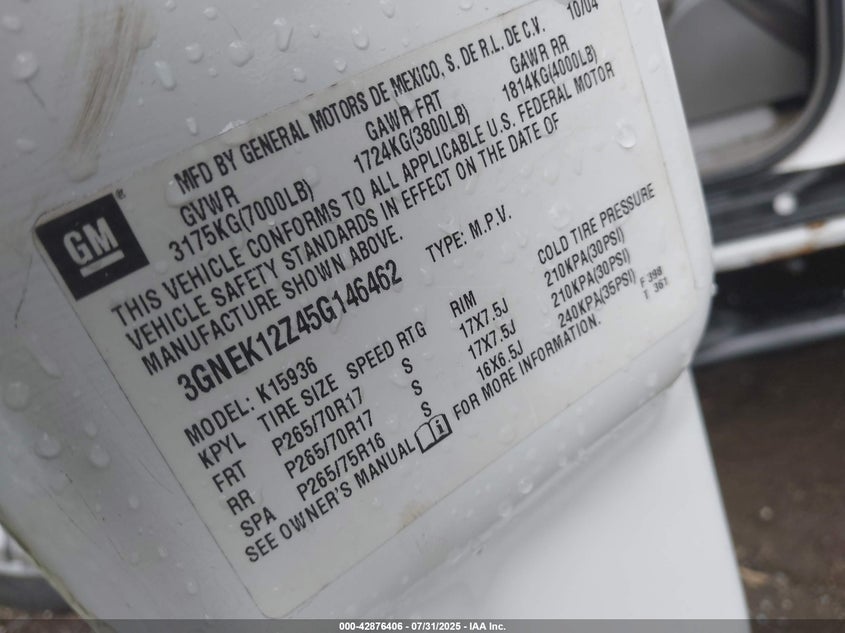 GM
®
MFD BY GENERAL MOTORS DE MEXICO, S. DE R.L. DE C.V. 10/04
GVWR GAWR FRT GAWR RR
3175KG(7000LB) 1724KG(3800LB) 1814KG(4000LB)
THIS VEHICLE CONFORMS TO ALL APPLICABLE U.S. FEDERAL MOTOR
VEHICLE SAFETY STANDARDS IN EFFECT ON THE DATE OF
MANUFACTURE SHOWN ABOVE.
3GNEK12Z45G146462 TYPE: M.P.V.
MODEL: K15936
KPYL TIRE SIZE SPEED RTG RIM COLD TIRE PRESSURE
FRT P265/70R17 S 17X7.5J 210KPA(30PSI)
RR P265/70R17 S 17X7.5J 210KPA(30PSI)
SPA P265/75R16 S 16X6.5J 240KPA(35PSI)
SEE OWNER'S MANUAL FOR MORE INFORMATION.
F 398
T 361
000-42876406 - 07/31/2025 - IAA Inc.